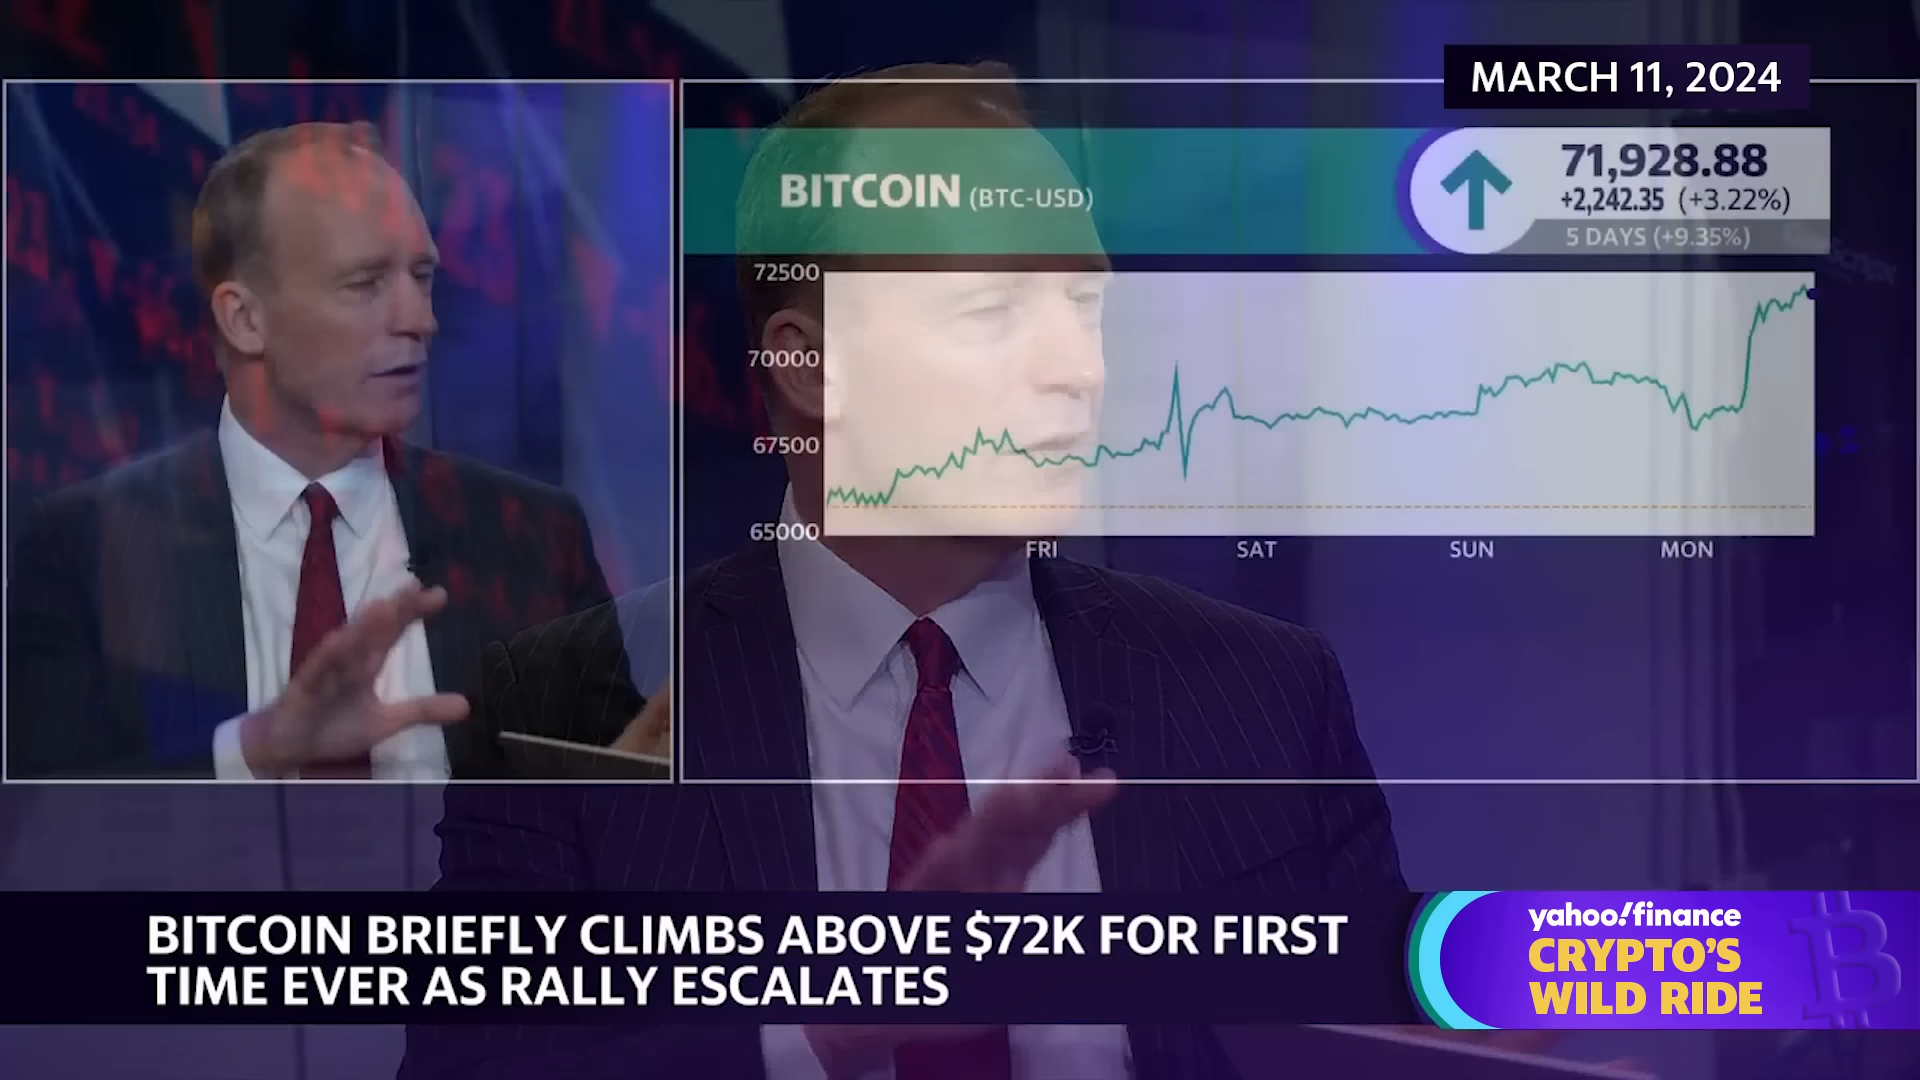 MARCH 11, 2024
BITCOIN (BTC-USD)
71,928.88
+2,242.35 (+3.22%)
5 DAYS (+9.35%)
72500
70000
67500
65000
FRI SAT SUN MON
BITCOIN BRIEFLY CLIMBS ABOVE $72K FOR FIRST
TIME EVER AS RALLY ESCALATES
yahoo!finance
CRYPTO'S
WILD RIDE